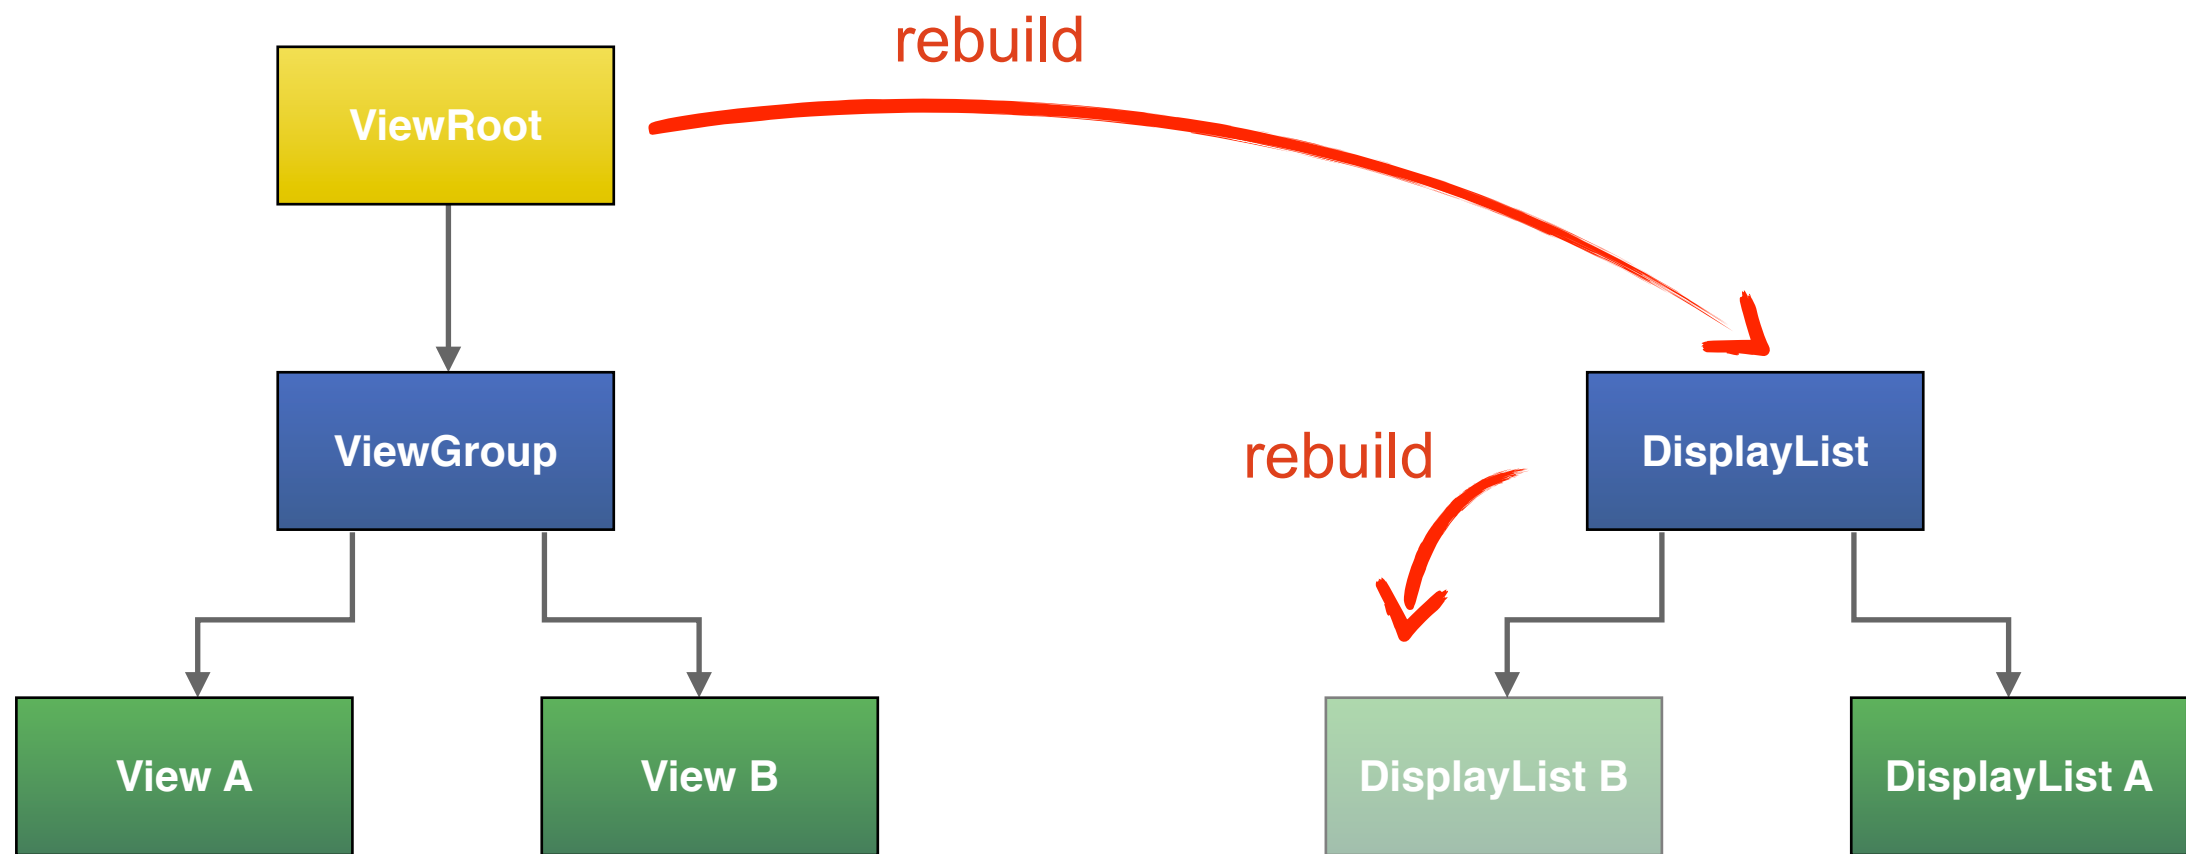 rebuild
ViewRoot
ViewGroup
rebuild
DisplayList
View A
View B
DisplayList B
DisplayList A